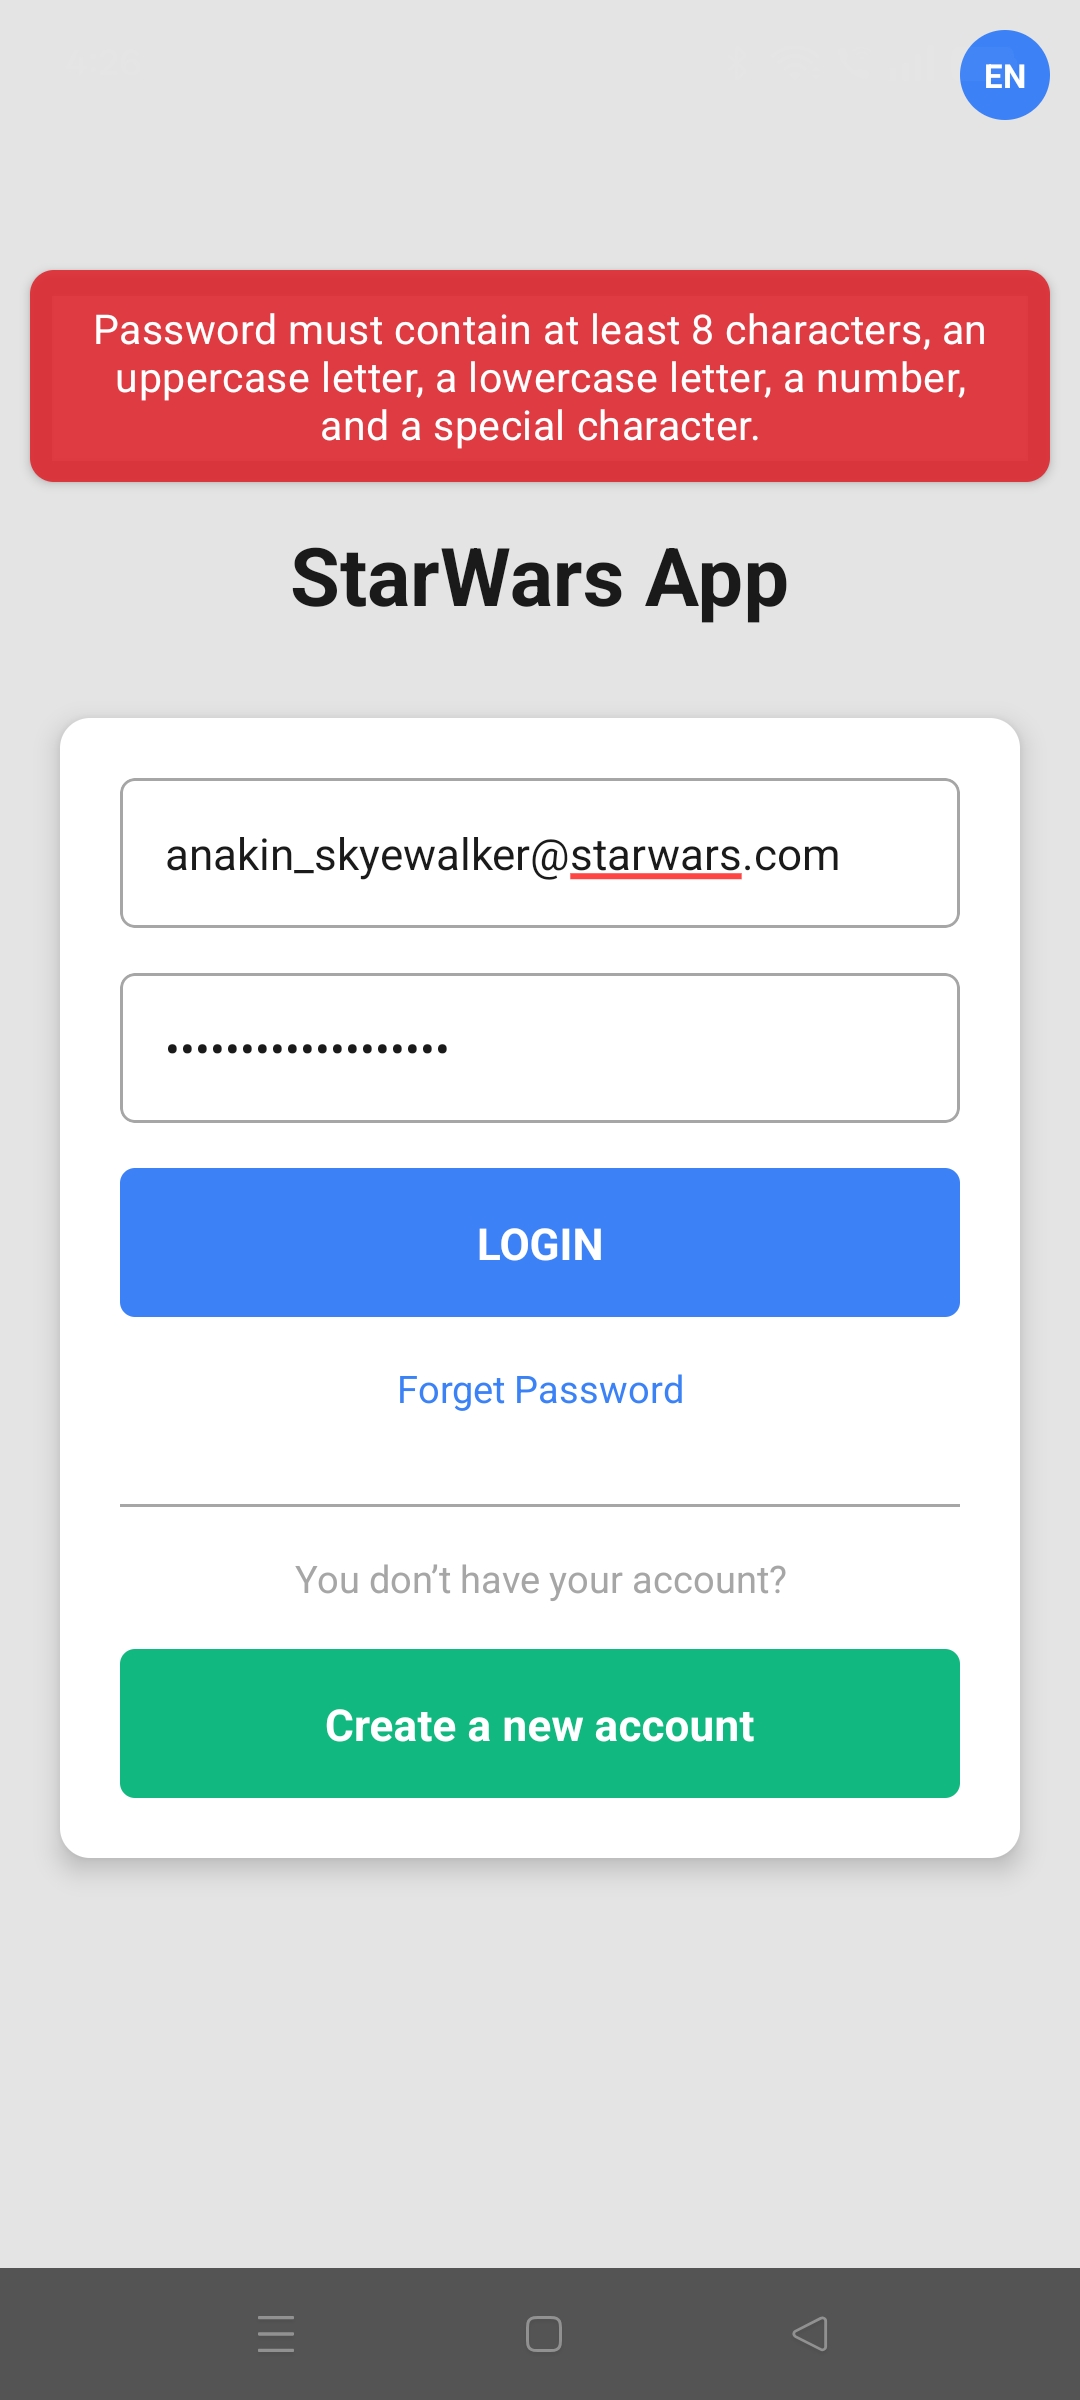 EN
Password must contain at least 8 characters, an
uppercase letter, a lowercase letter, a number,
and a special character.
StarWars App
anakin_skyewalker@starwars.com
•••••••••••••••••••
LOGIN
Forget Password
You don’t have your account?
Create a new account